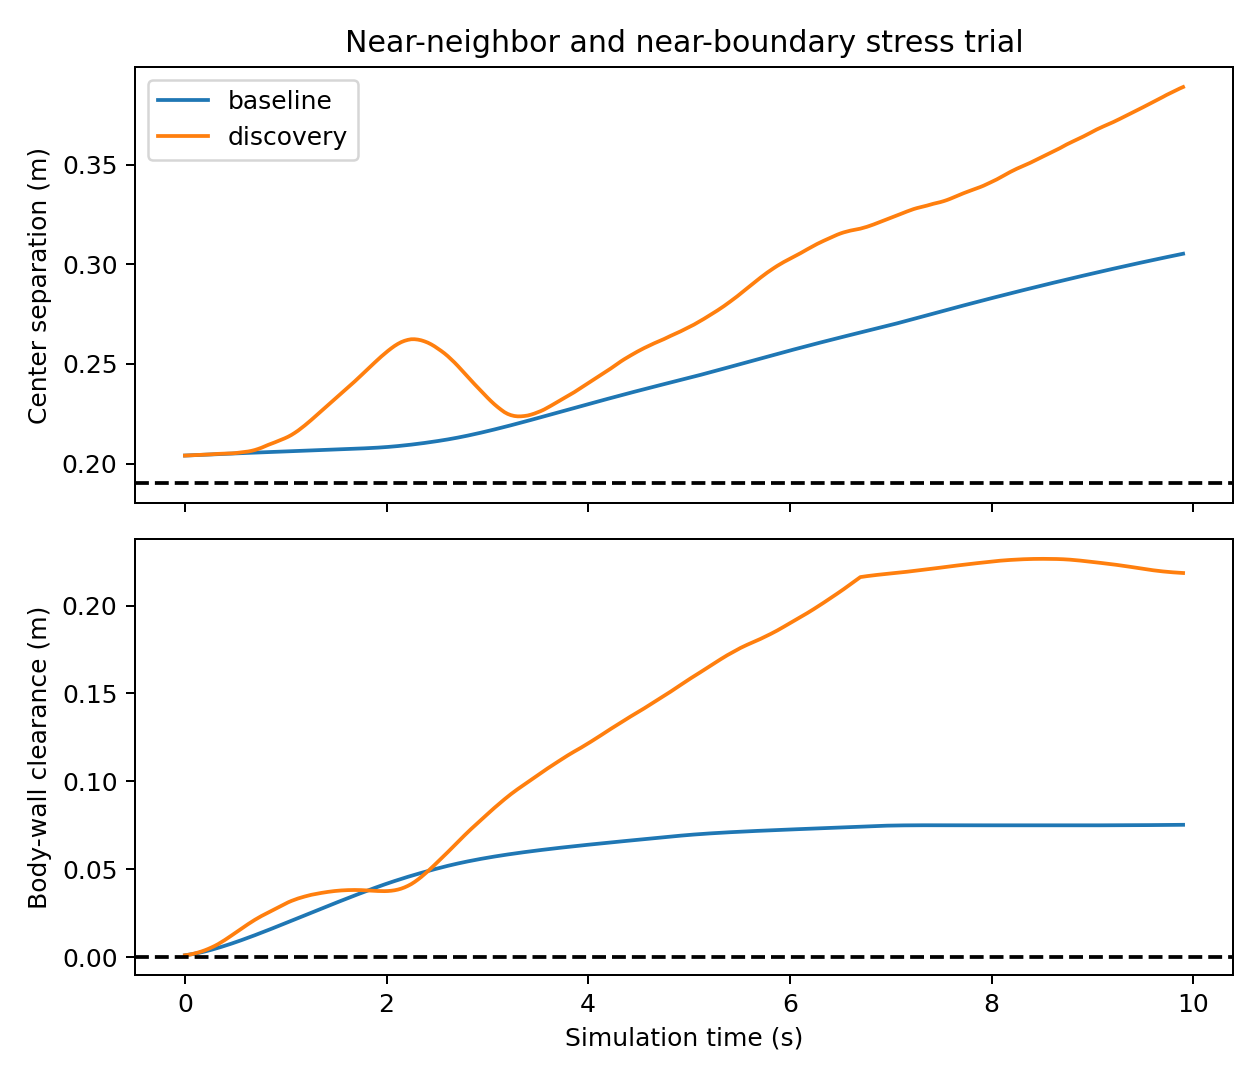 Near-neighbor and near-boundary stress trial
baseline
discovery
Center separation (m)
0.35
0.30
0.25
0.20
Body-wall clearance (m)
0.20
0.15
0.10
0.05
0.00
0 2 4 6 8 10
Simulation time (s)